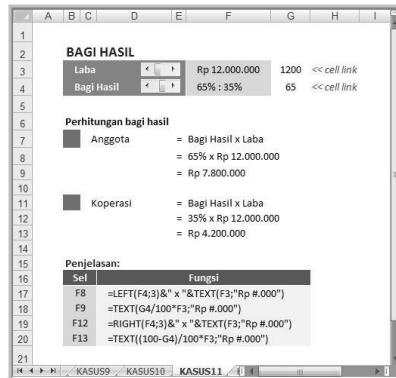 A B C D E F G H I
1
2 BAGI HASIL
3 Laba Rp 12.000.000 1200 << cell link
4 Bagi Hasil 65% : 35% 65 << cell link
5
6 Perhitungan bagi hasil
7 Anggota = Bagi Hasil x Laba
8 = 65% x Rp 12.000.000
9 = Rp 7.800.000
10
11 Koperasi = Bagi Hasil x Laba
12 = 35% x Rp 12.000.000
13 = Rp 4.200.000
14
15 Penjelasan:
16 Sel Fungsi
17 F8 =LEFT(F4;3)&" x "&TEXT(F3;"Rp #.000")
18 F9 =TEXT(G4/100*F3;"Rp #.000")
19 F12 =RIGHT(F4;3)&" x "&TEXT(F3;"Rp #.000")
20 F13 =TEXT((100-G4)/100*F3;"Rp #.000")
21
KASUS9 KASUS10 KASUS11